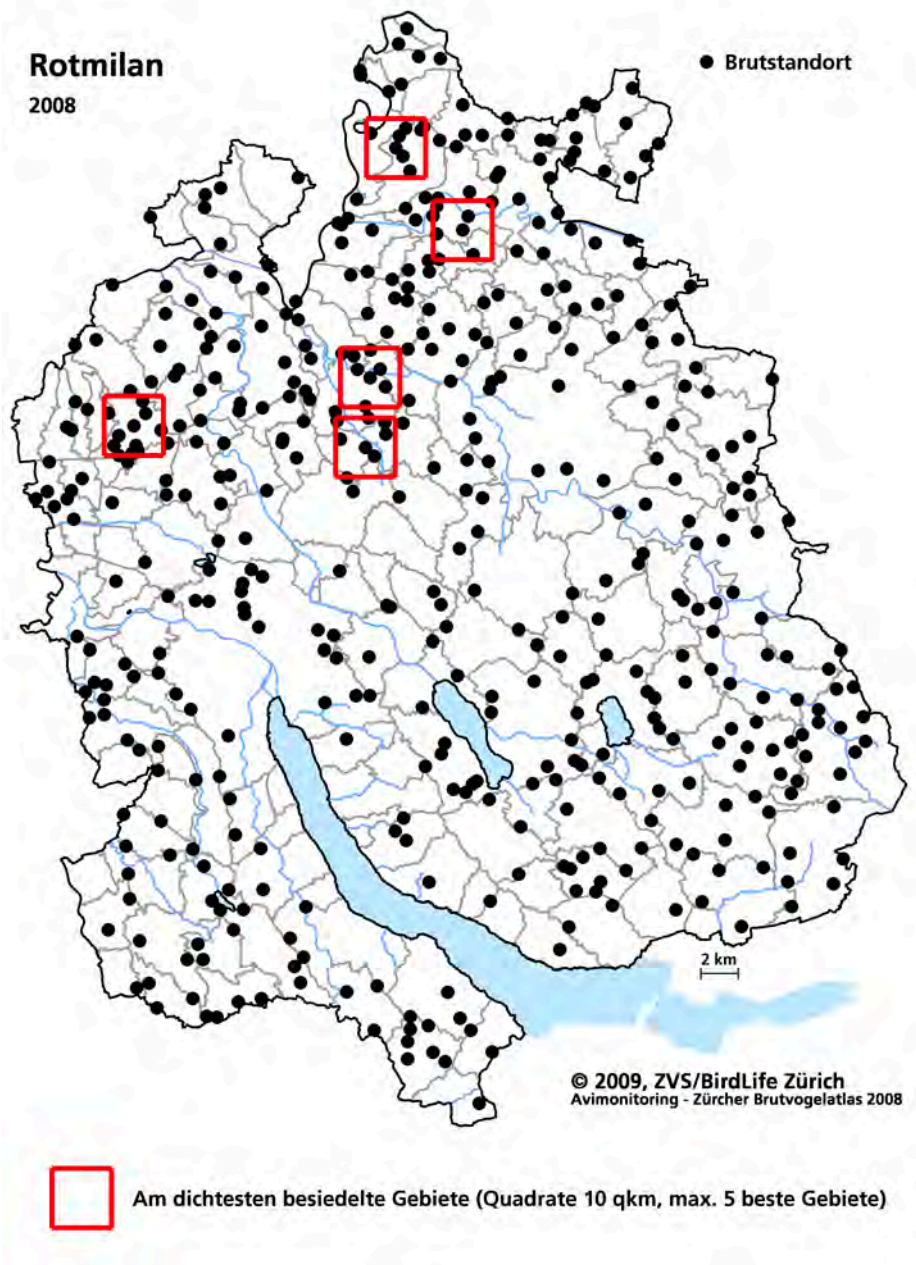 Rotmilan
2008
Brutstandort
2 km
© 2009, ZVS/BirdLife Zürich
Avimonitoring - Zürcher Brutvogelatlas 2008
Am dichtesten besiedelte Gebiete (Quadrate 10 qkm, max. 5 beste Gebiete)